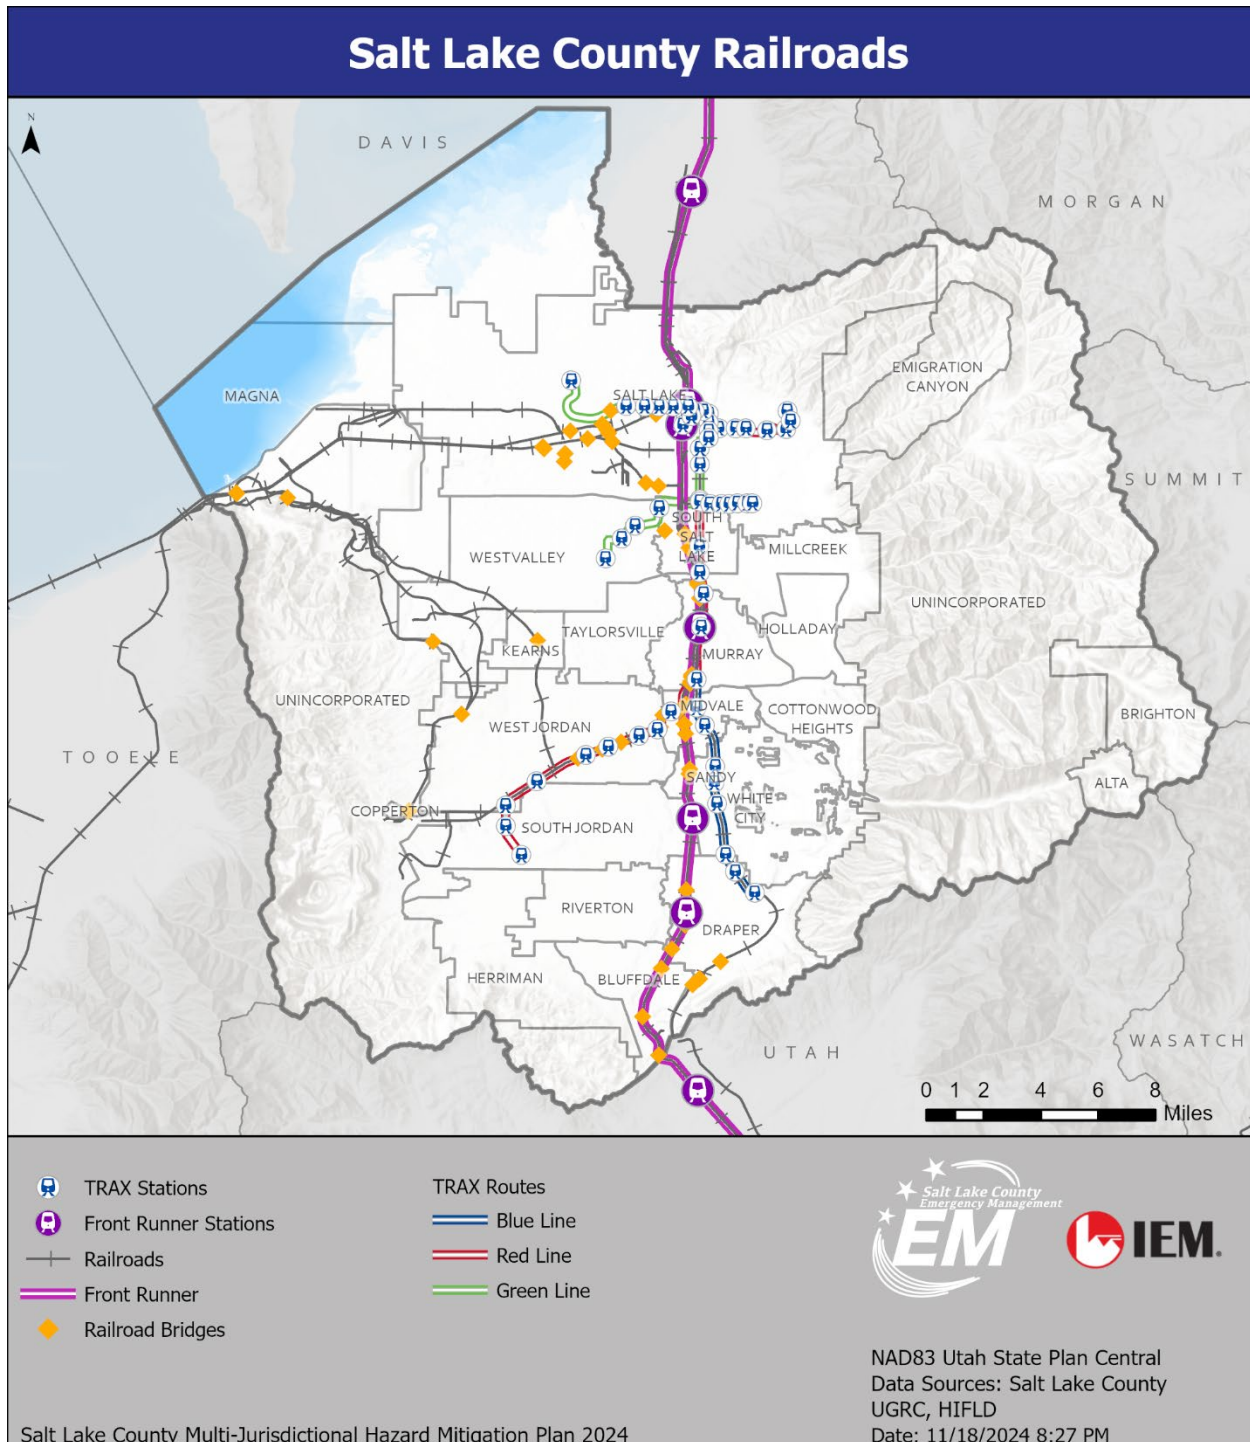 Salt Lake County Railroads
N
DAVIS
MORGAN
EMIGRATION
CANYON
SALT LAKE
MAGNA
SUMMIT
SOUTH
SALT
LAKE
WEST VALLEY
MILLCREEK
UNINCORPORATED
TAYLORSVILLE
HOLLADAY
KEARNS
MURRAY
UNINCORPORATED
MIDVALE
COTTONWOOD
HEIGHTS
BRIGHTON
WEST JORDAN
TOOELE
SANDY
ALTA
WHITE
CITY
COPPERTON
SOUTH JORDAN
RIVERTON
DRAPER
HERRIMAN
BLUFFDALE
UTAH
WASATCH
0 1 2 4 6 8
Miles
TRAX Stations
Front Runner Stations
Railroads
Front Runner
Railroad Bridges
TRAX Routes
Blue Line
Red Line
Green Line
Salt Lake County
Emergency Management
EM
IEM.
NAD83 Utah State Plan Central
Data Sources: Salt Lake County
UGRC, HIFLD
Date: 11/18/2024 8:27 PM
Salt Lake County Multi-Jurisdictional Hazard Mitigation Plan 2024